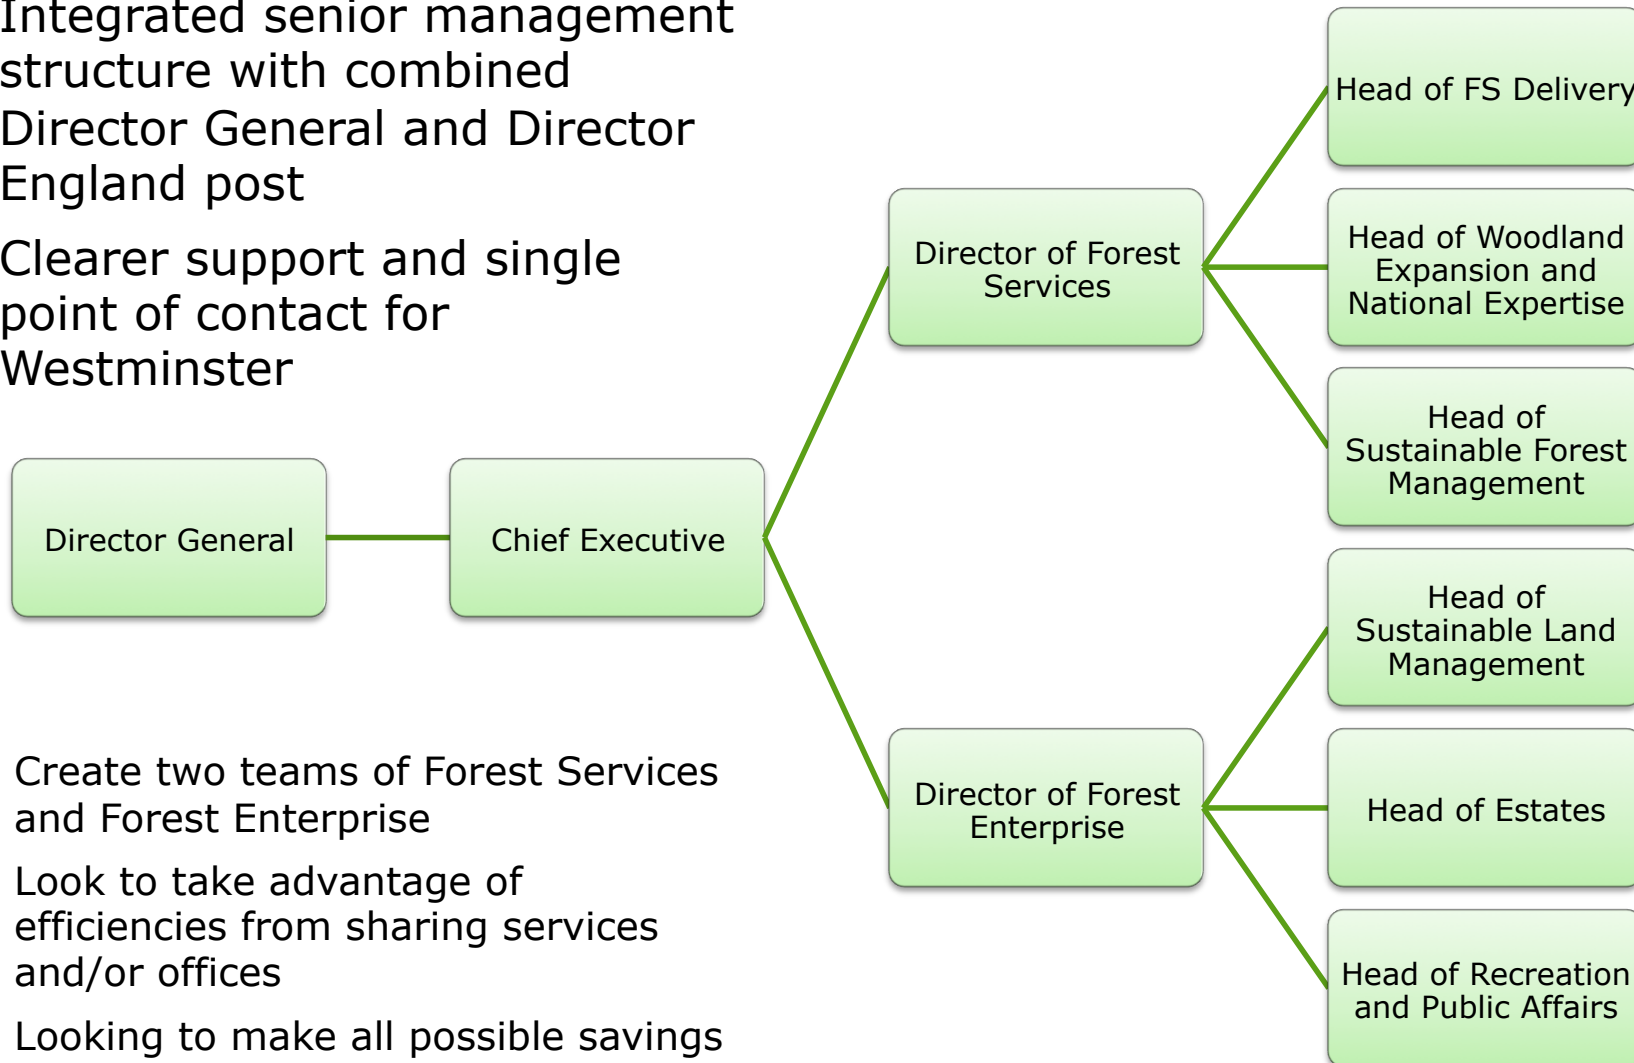 Integrated senior management
structure with combined
Director General and Director
England post
Clearer support and single
point of contact for
Westminster
Director General
Chief Executive
Director of Forest
Services
Director of Forest
Enterprise
Head of FS Delivery
Head of Woodland
Expansion and
National Expertise
Head of
Sustainable Forest
Management
Head of
Sustainable Land
Management
Head of Estates
Head of Recreation
and Public Affairs
Create two teams of Forest Services
and Forest Enterprise
Look to take advantage of
efficiencies from sharing services
and/or offices
Looking to make all possible savings